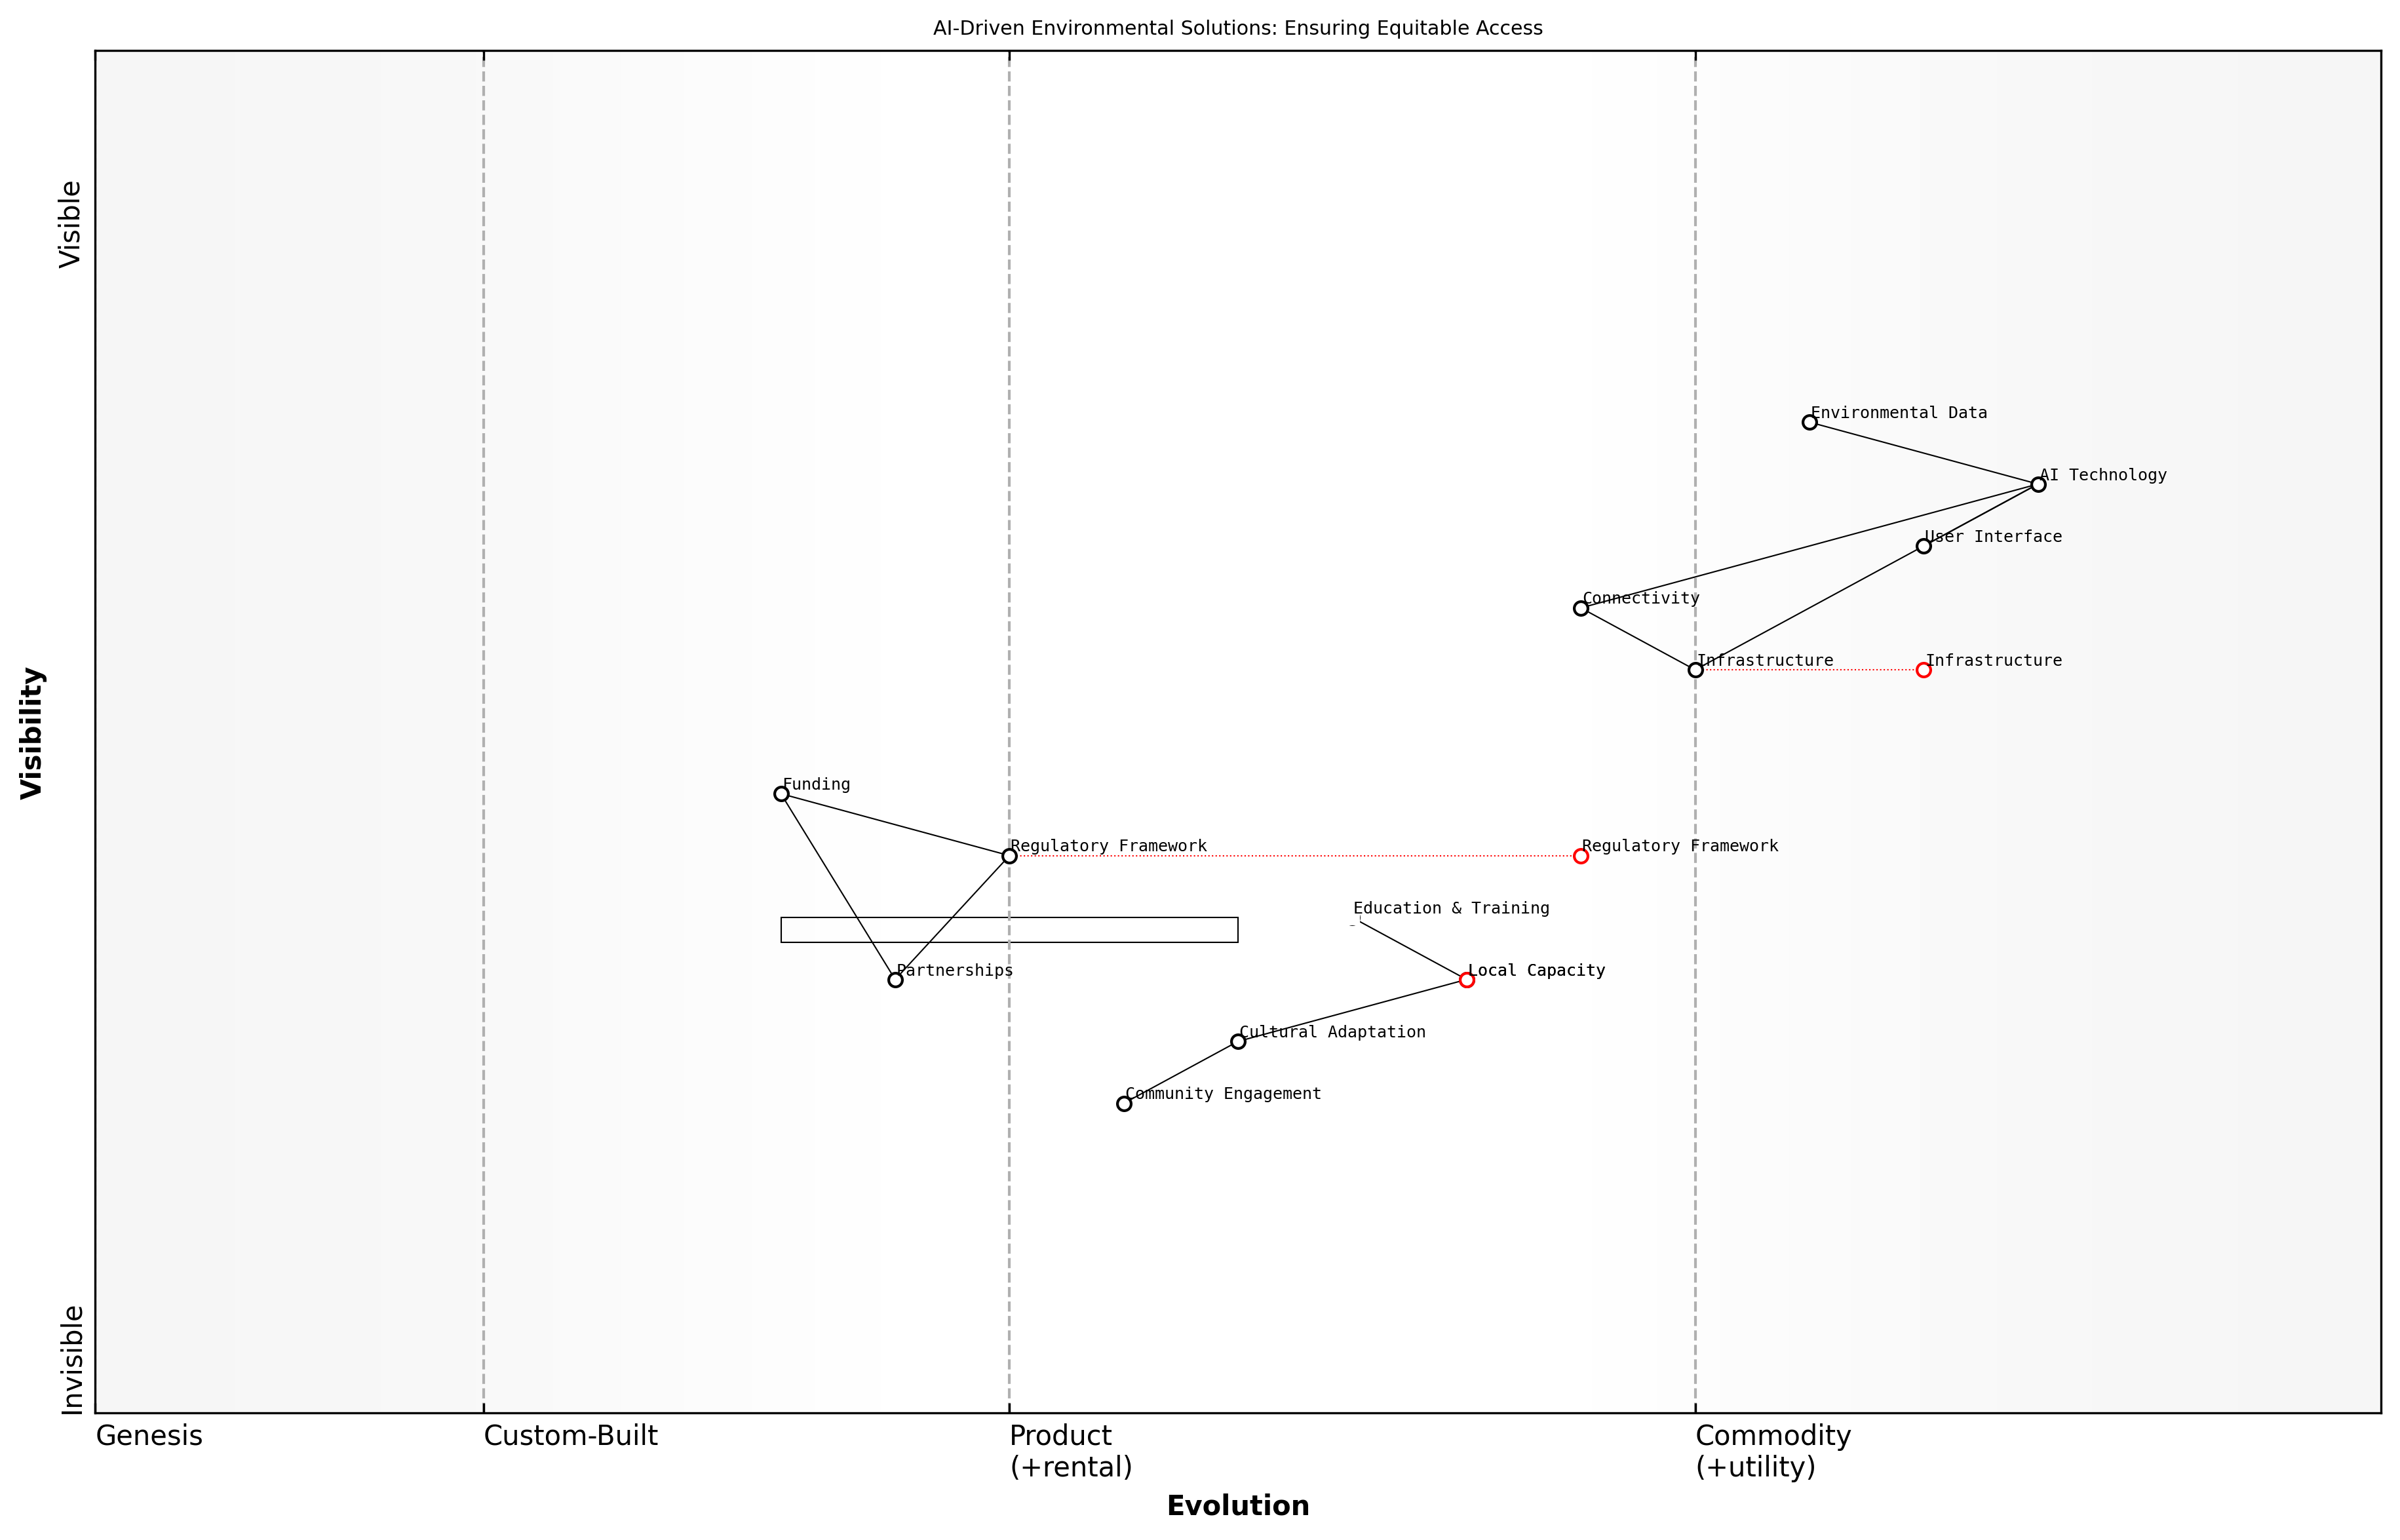 AI-Driven Environmental Solutions: Ensuring Equitable Access
Visible
Environmental Data
AI Technology
User Interface
Connectivity
Infrastructure
Infrastructure
Visibility
Funding
Regulatory Framework
Regulatory Framework
Education & Training
Partnerships
Local Capacity
Cultural Adaptation
Community Engagement
Invisible
Genesis
Custom-Built
Product
(+rental)
Commodity
(+utility)
Evolution